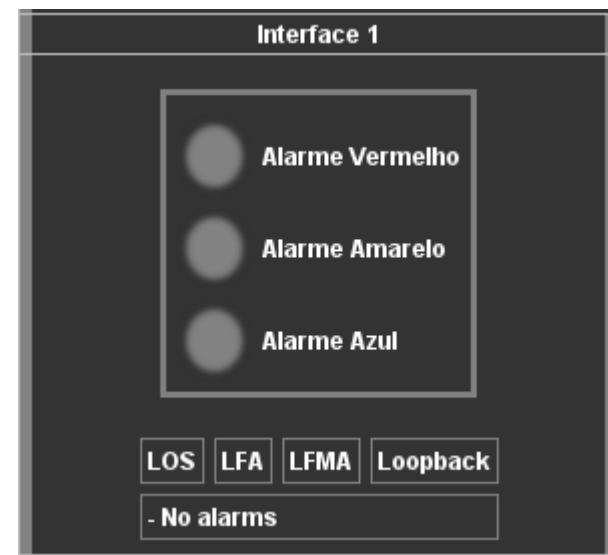 Interface 1
Alarme Vermelho
Alarme Amarelo
Alarme Azul
LOS LFA LFMA Loopback
- No alarms